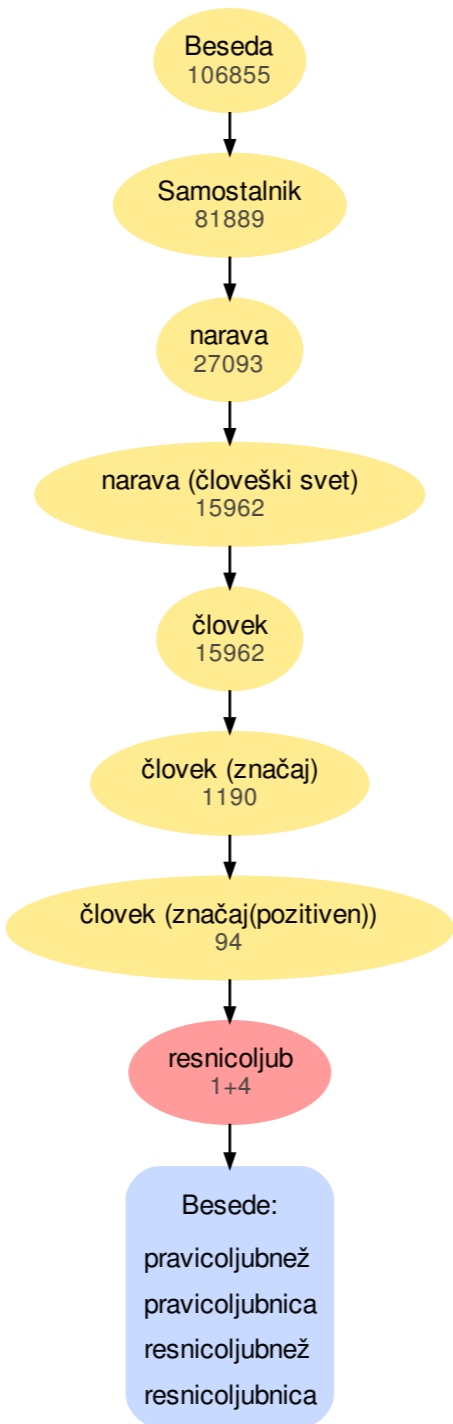 Beseda
106855
Samostalnik
81889
narava
27093
narava (človeški svet)
15962
človek
15962
človek (značaj)
1190
človek (značaj(pozitiven))
94
resnicoljub
1+4
Besede:
pravicoljubnež
pravicoljubnica
resnicoljubnež
resnicoljubnica